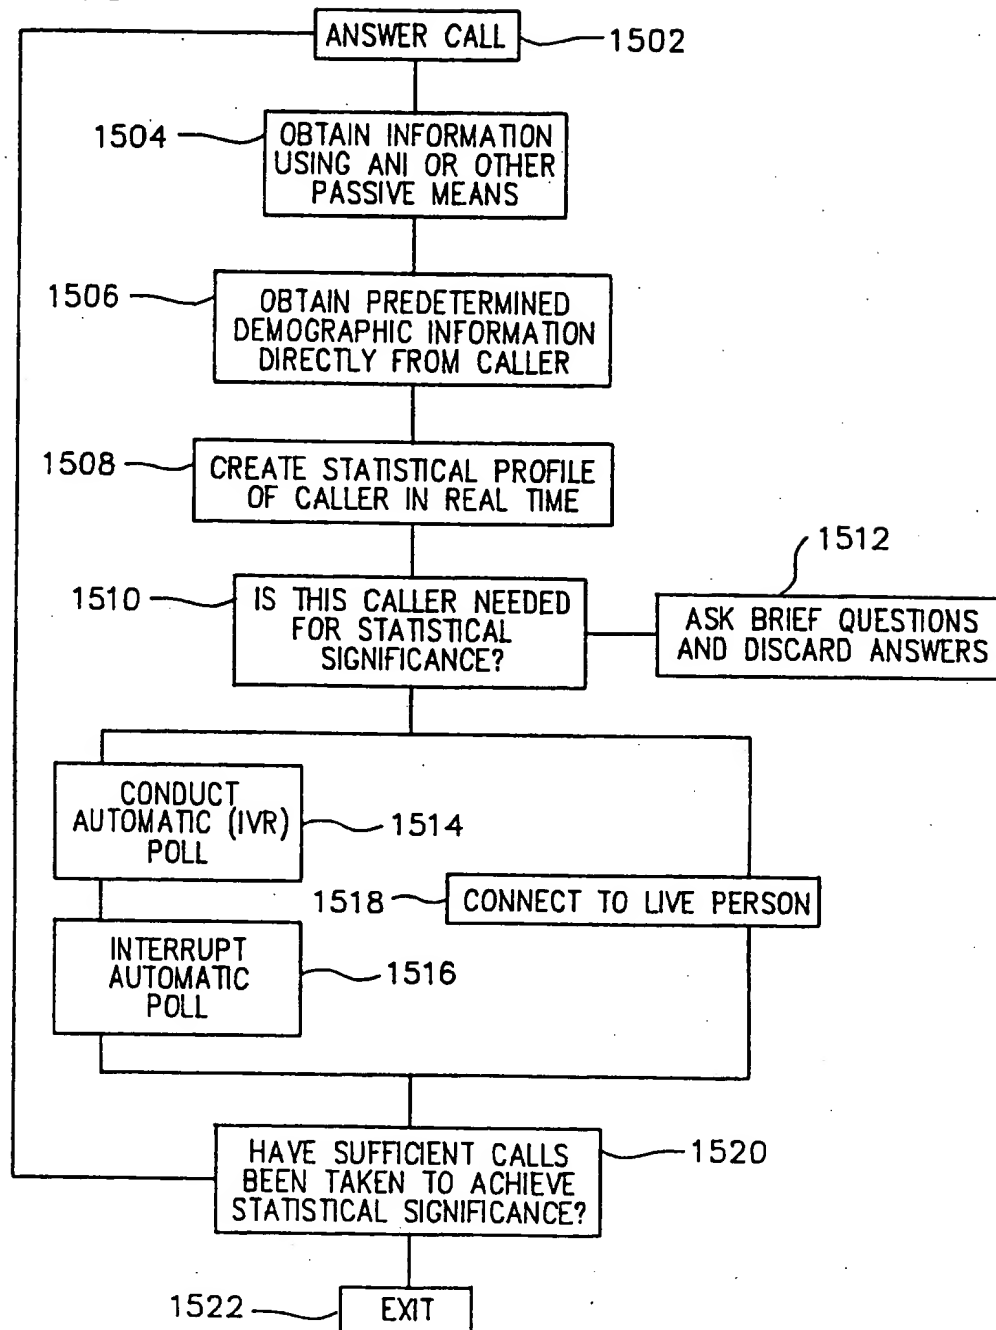 ANSWER CALL
1502
1504
OBTAIN INFORMATION
USING ANI OR OTHER
PASSIVE MEANS
1506
OBTAIN PREDETERMINED
DEMOGRAPHIC INFORMATION
DIRECTLY FROM CALLER
1508
CREATE STATISTICAL PROFILE
OF CALLER IN REAL TIME
1510
IS THIS CALLER NEEDED
FOR STATISTICAL
SIGNIFICANCE?
1512
ASK BRIEF QUESTIONS
AND DISCARD ANSWERS
CONDUCT
AUTOMATIC (IVR)
POLL
1514
1518
CONNECT TO LIVE PERSON
INTERRUPT
AUTOMATIC
POLL
1516
HAVE SUFFICIENT CALLS
BEEN TAKEN TO ACHIEVE
STATISTICAL SIGNIFICANCE?
1520
1522
EXIT